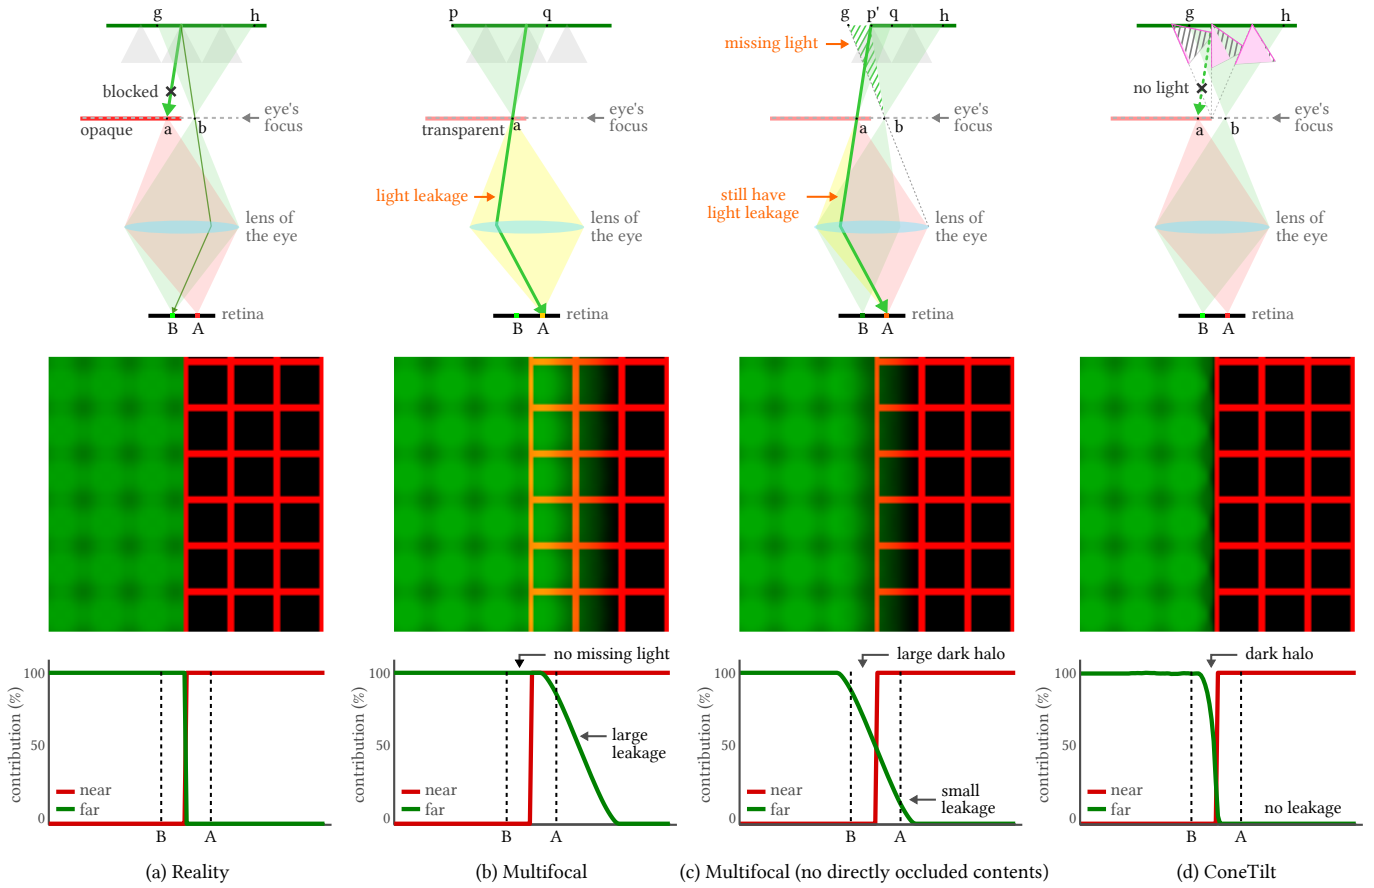 g
h
blocked
opaque
a
b
eye's
focus
lens of
the eye
retina
B
A
p
q
transparent
a
eye's
focus
light leakage
lens of
the eye
retina
B
A
g
p'
q
h
missing light
a
b
eye's
focus
still have
light leakage
lens of
the eye
retina
B
A
g
h
no light
a
b
eye's
focus
lens of
the eye
retina
B
A
contribution (%)
100
50
0
near
far
B
A
contribution (%)
100
50
0
no missing light
large
leakage
near
far
B
A
contribution (%)
100
50
0
large dark halo
small
leakage
near
far
B
A
contribution (%)
100
50
0
dark halo
near
far
no leakage
B
A
(a) Reality
(b) Multifocal
(c) Multifocal (no directly occluded contents)
(d) ConeTilt